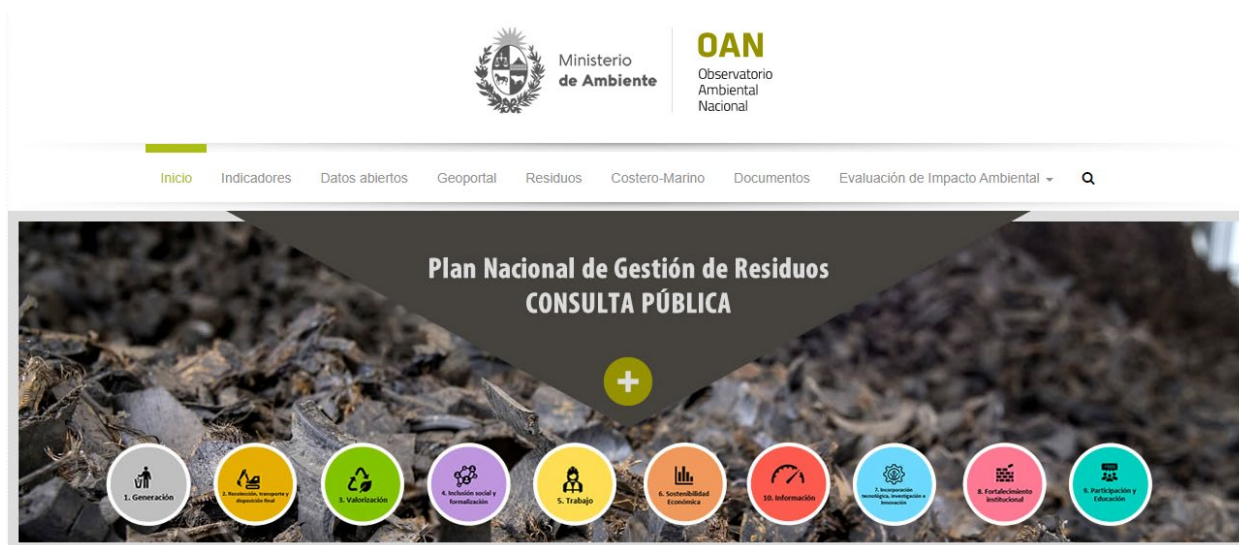 Ministerio
de Ambiente
OAN
Observatorio
Ambiental
Nacional
Inicio Indicadores Datos abiertos Geoportal Residuos Costero-Marino Documentos Evaluación de Impacto Ambiental
Plan Nacional de Gestión de Residuos
CONSULTA PÚBLICA
1. Generación
2. Recolección, transporte y
disposición final
3. Valorización
4. Inclusión social y
formalización
5. Trabajo
6. Sostenibilidad
Económica
10. Información
7. Incorporación
tecnológica, investigación e
Innovación
8. Fortalecimiento
institucional
9. Participación y
Educación